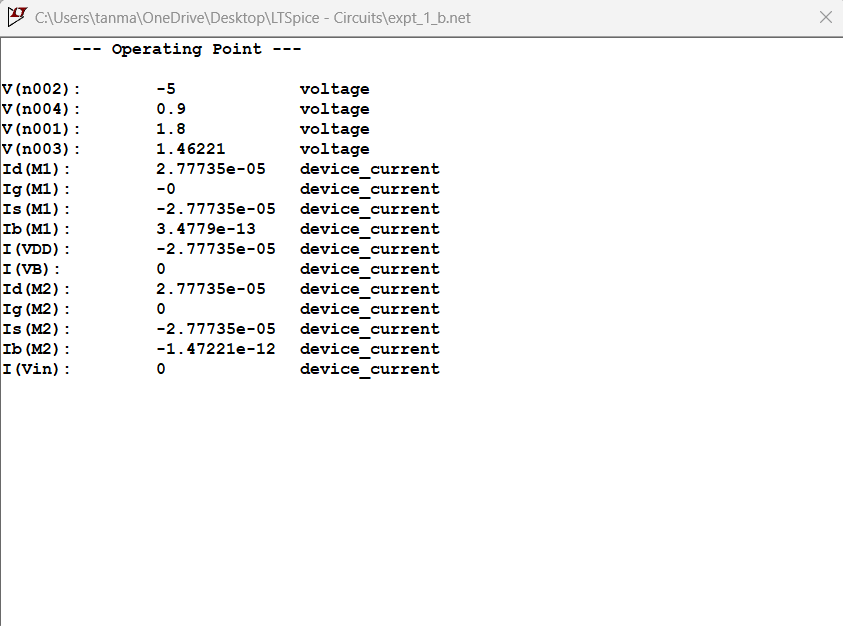 C:\Users\tanma\OneDrive\Desktop\LTSpice - Circuits\expt_1_b.net
--- Operating Point ---
V(n002): -5 voltage
V(n004): 0.9 voltage
V(n001): 1.8 voltage
V(n003): 1.46221 voltage
Id(M1): 2.77735e-05 device_current
Ig(M1): -0 device_current
Is(M1): -2.77735e-05 device_current
Ib(M1): 3.4779e-13 device_current
I(VDD): -2.77735e-05 device_current
I(VB): 0 device_current
Id(M2): 2.77735e-05 device_current
Ig(M2): 0 device_current
Is(M2): -2.77735e-05 device_current
Ib(M2): -1.47221e-12 device_current
I(Vin): 0 device_current